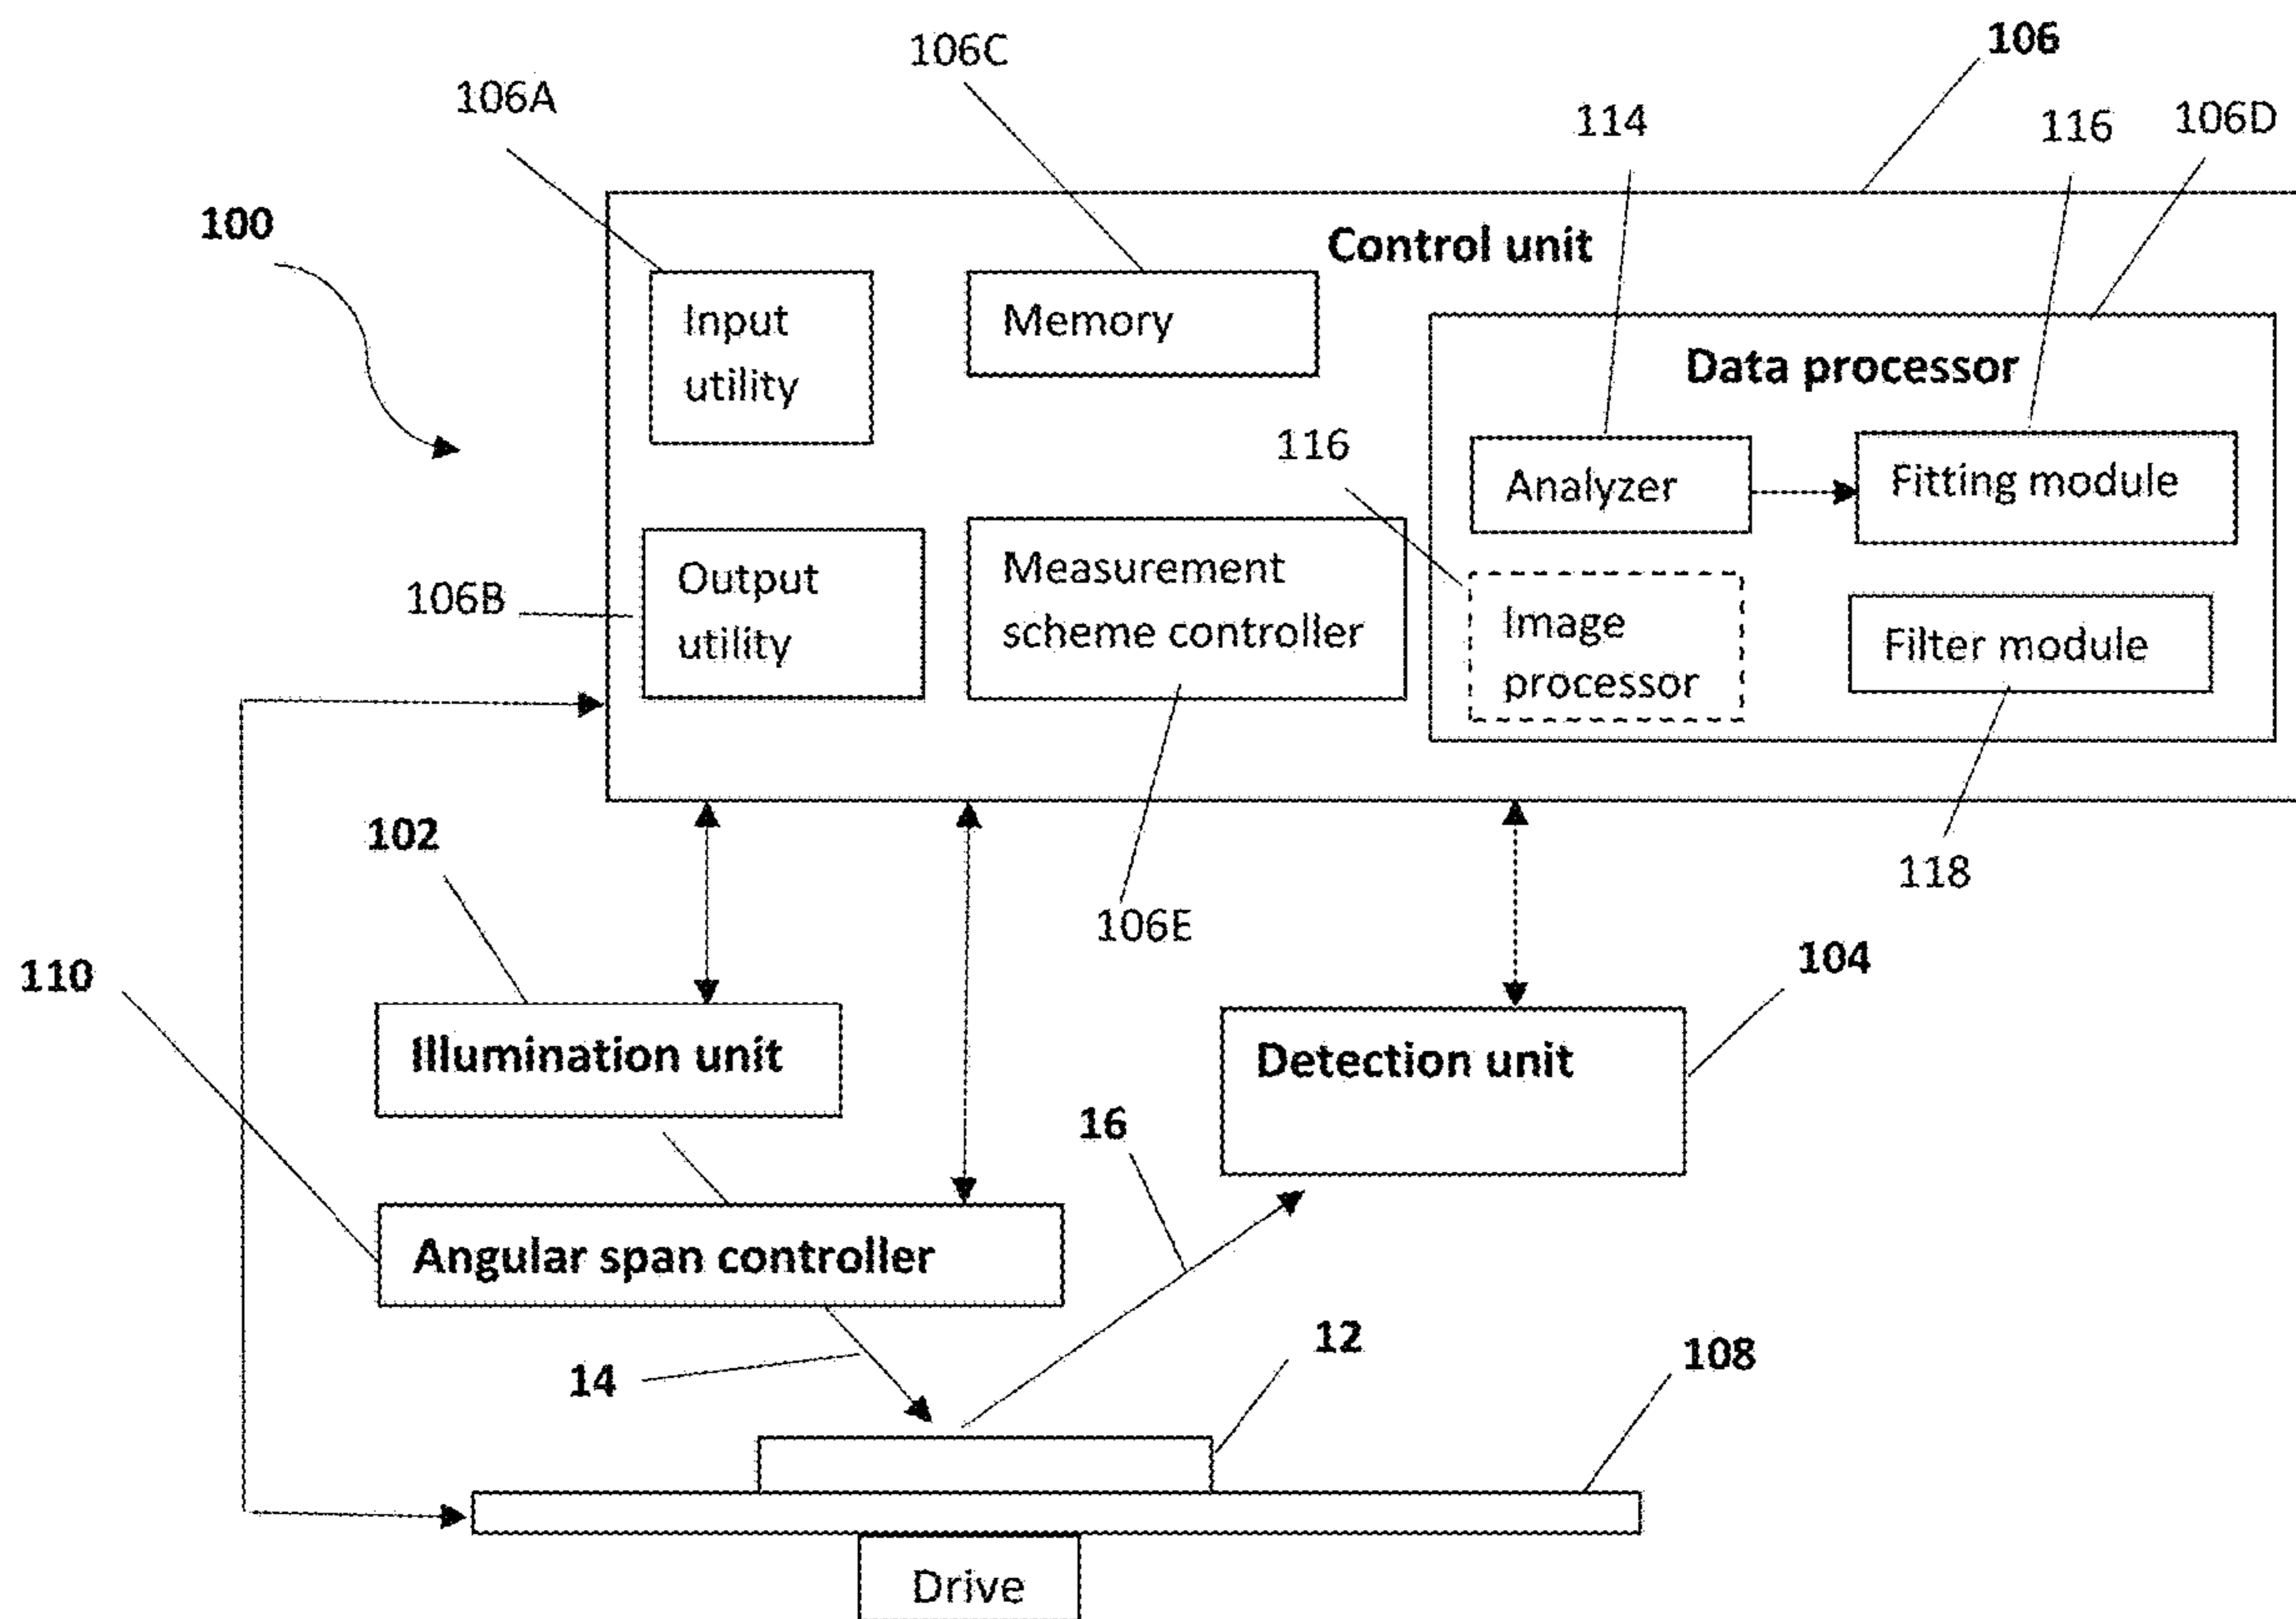 106C
106
106A
114
116
106D
100
Control unit
Input
utility
Memory
Data processor
116
Analyzer
Fitting module
Output
utility
Measurement
scheme controller
106B
Image
processor
Filter module
102
118
106E
110
104
Illumination unit
Detection unit
16
Angular span controller
12
14
108
Drive